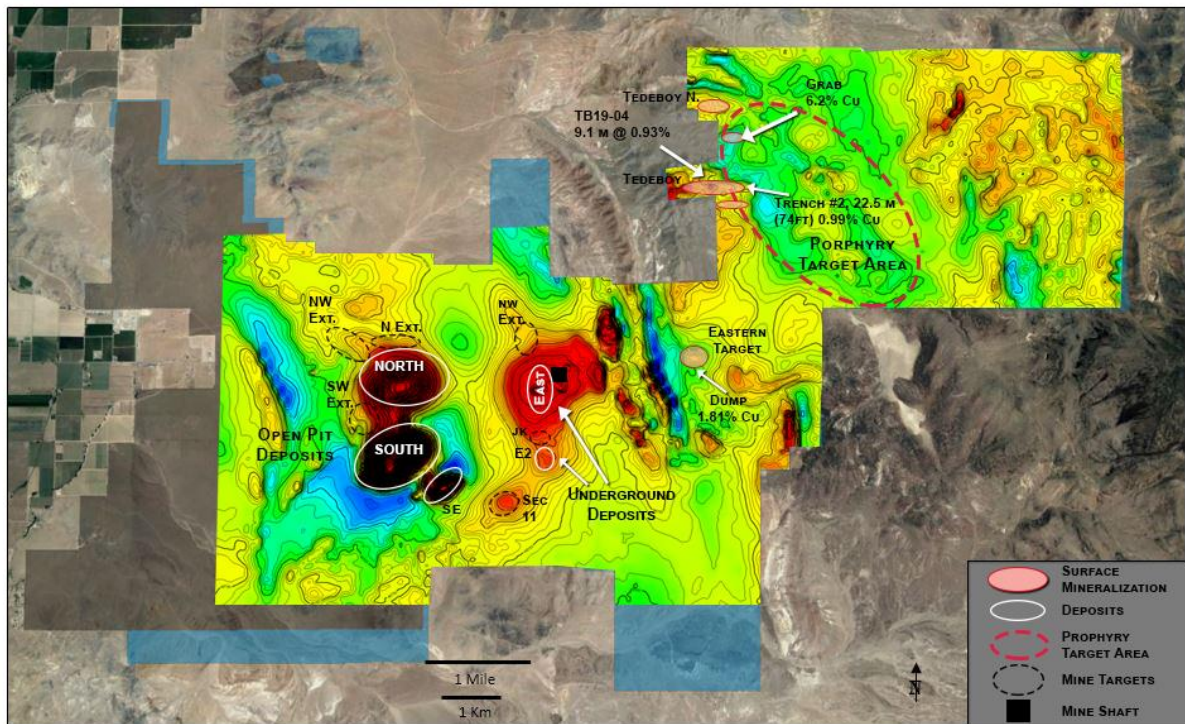 GRAB
6.2% CU
TEDEBOY N.
TB19-04
9.1 M @ 0.93%
TEDEBOY
TRENCH #2, 22.5 M
(74FT) 0.99% CU
PORPHYRY
TARGET AREA
NW
EXT.
N EXT.
NW
EXT.
NORTH
EAST
EASTERN
TARGET
SW
EXT.
DUMP
1.81% CU
OPEN PIT
DEPOSITS
SOUTH
JK
E2
SE
SEC
11
UNDERGROUND
DEPOSITS
SURFACE
MINERALIZATION
DEPOSITS
PROPHYRY
TARGET AREA
MINE TARGETS
MINE SHAFT
1 Mile
1 Km
N